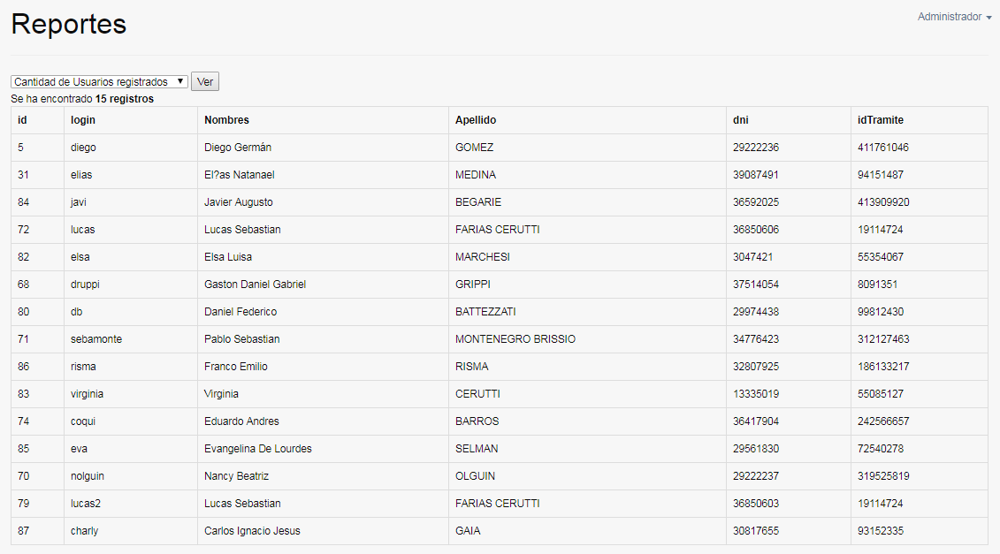 Reportes
Administrador
Cantidad de Usuarios registrados Ver
Se ha encontrado 15 registros
id login Nombres Apellido dni idTramite
5 diego Diego Germán GOMEZ 29222236 411761046
31 elias El?as Natanael MEDINA 39087491 94151487
84 javi Javier Augusto BEGARIE 36592025 413909920
72 lucas Lucas Sebastian FARIAS CERUTTI 36850606 19114724
82 elsa Elsa Luisa MARCHESI 3047421 55354067
68 druppi Gaston Daniel Gabriel GRIPPI 37514054 8091351
80 db Daniel Federico BATTEZZATI 29974438 99812430
71 sebamonte Pablo Sebastian MONTENEGRO BRISSIO 34776423 312127463
86 risma Franco Emilio RISMA 32807925 186133217
83 virginia Virginia CERUTTI 13335019 55085127
74 coqui Eduardo Andres BARROS 36417904 242566657
85 eva Evangelina De Lourdes SELMAN 29561830 72540278
70 nolguin Nancy Beatriz OLGUIN 29222237 319525819
79 lucas2 Lucas Sebastian FARIAS CERUTTI 36850603 19114724
87 charly Carlos Ignacio Jesus GAIA 30817655 93152335